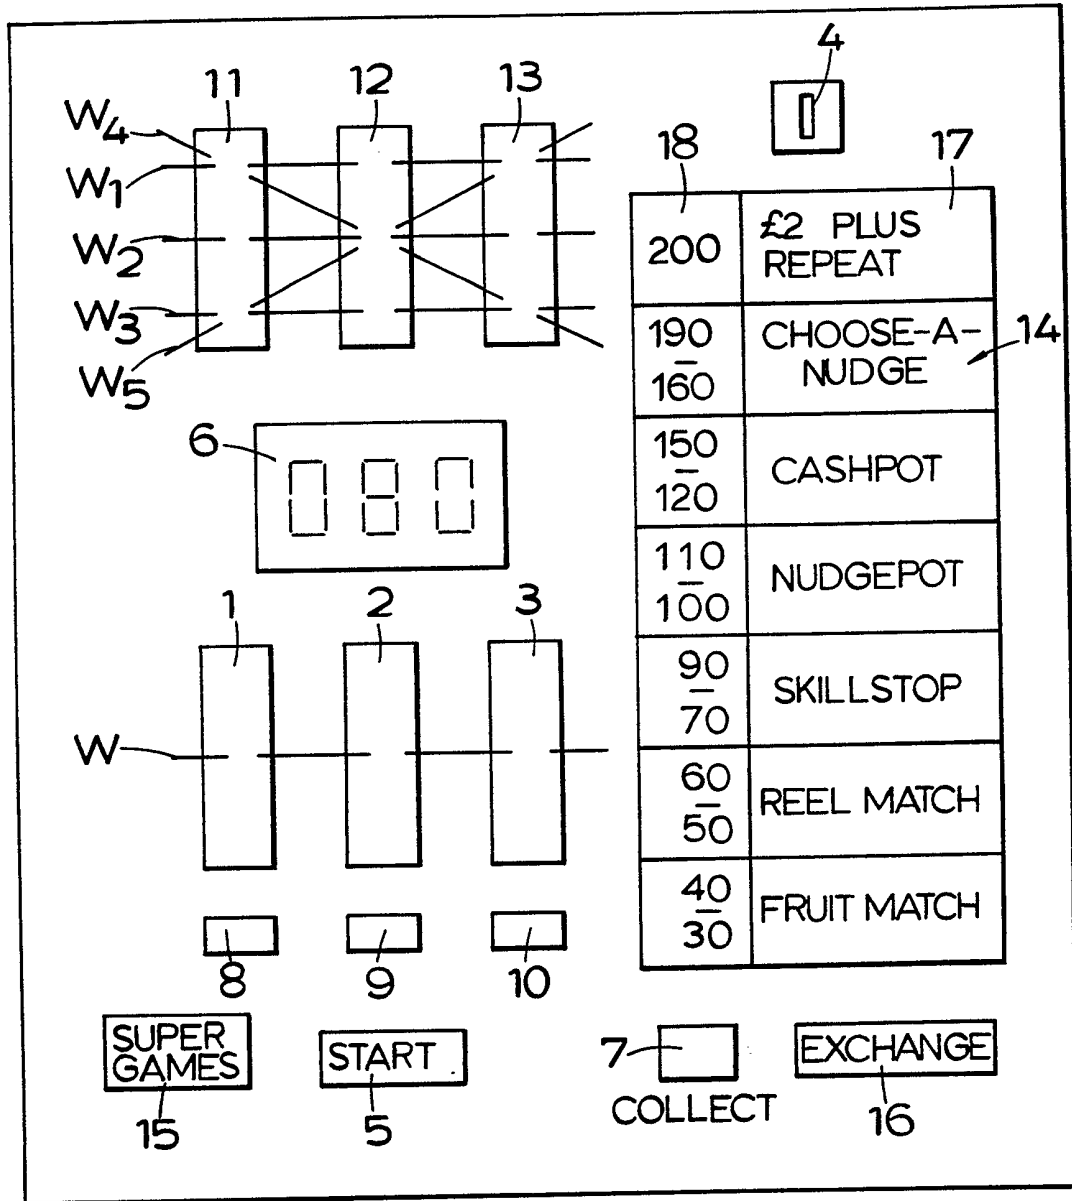 4
11 12 13
W4
W1
W2
W3
W5
18 17
200 £2 PLUS
REPEAT
190
–
160 CHOOSE-A-
NUDGE 14
150
–
120 CASHPOT
110
–
100 NUDGEPOT
90
–
70 SKILLSTOP
60
–
50 REEL MATCH
40
–
30 FRUIT MATCH
6 080
1 2 3
W
8 9 10
SUPER
GAMES
15
START
5
7
COLLECT
EXCHANGE
16